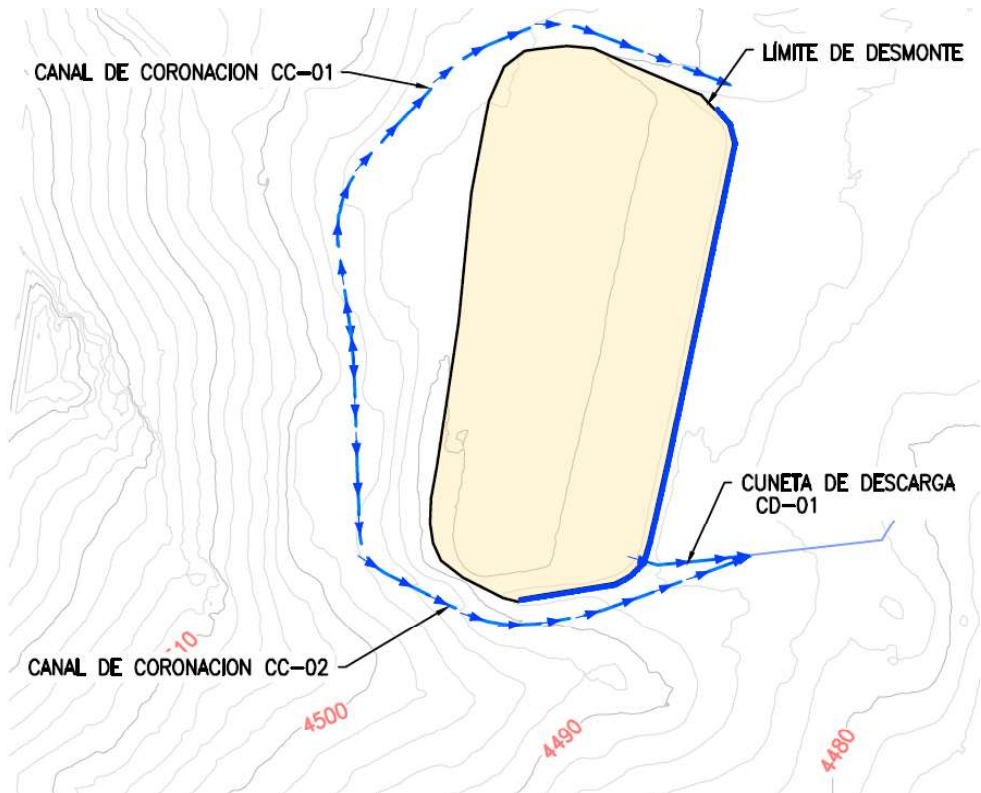 LÍMITE DE DESMONTE
CANAL DE CORONACION CC-01
CUNETA DE DESCARGA
CD-01
CANAL DE CORONACION CC-02
4500
4490
4480